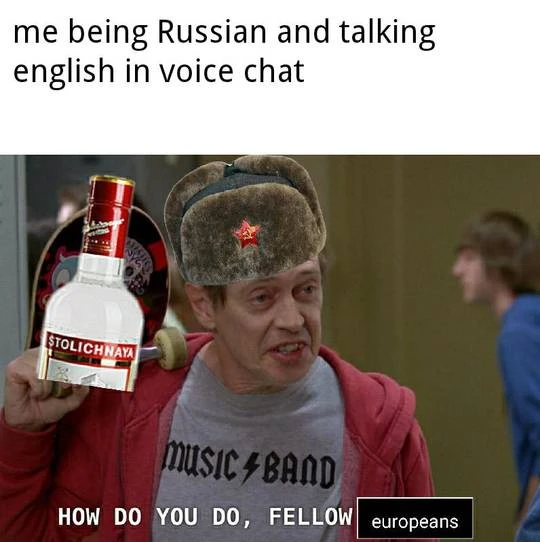 me being Russian and talking
english in voice chat
STOLICHNAYA
MUSIC BAND
HOW DO YOU DO, FELLOW europeans